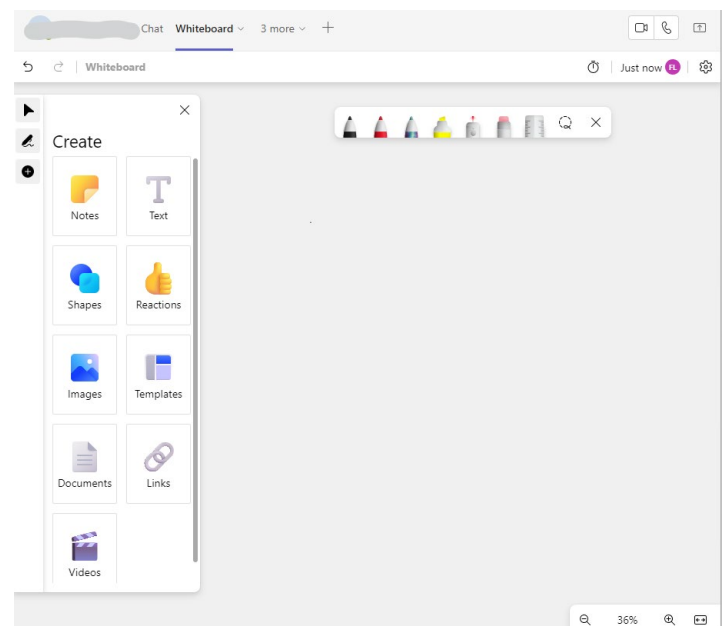 Chat Whiteboard 3 more
Whiteboard Just now FL
Create
Notes Text
Shapes Reactions
Images Templates
Documents Links
Videos
36%